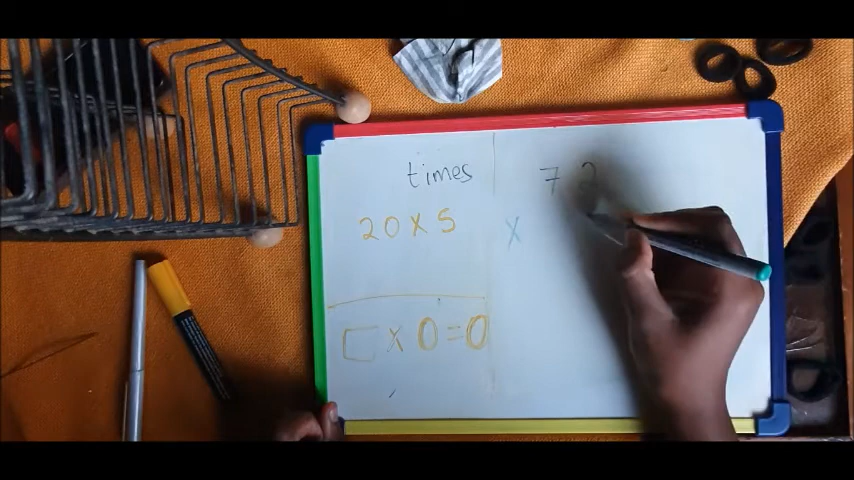 times
20 x 5
□ x 0 = 0
7 2
x